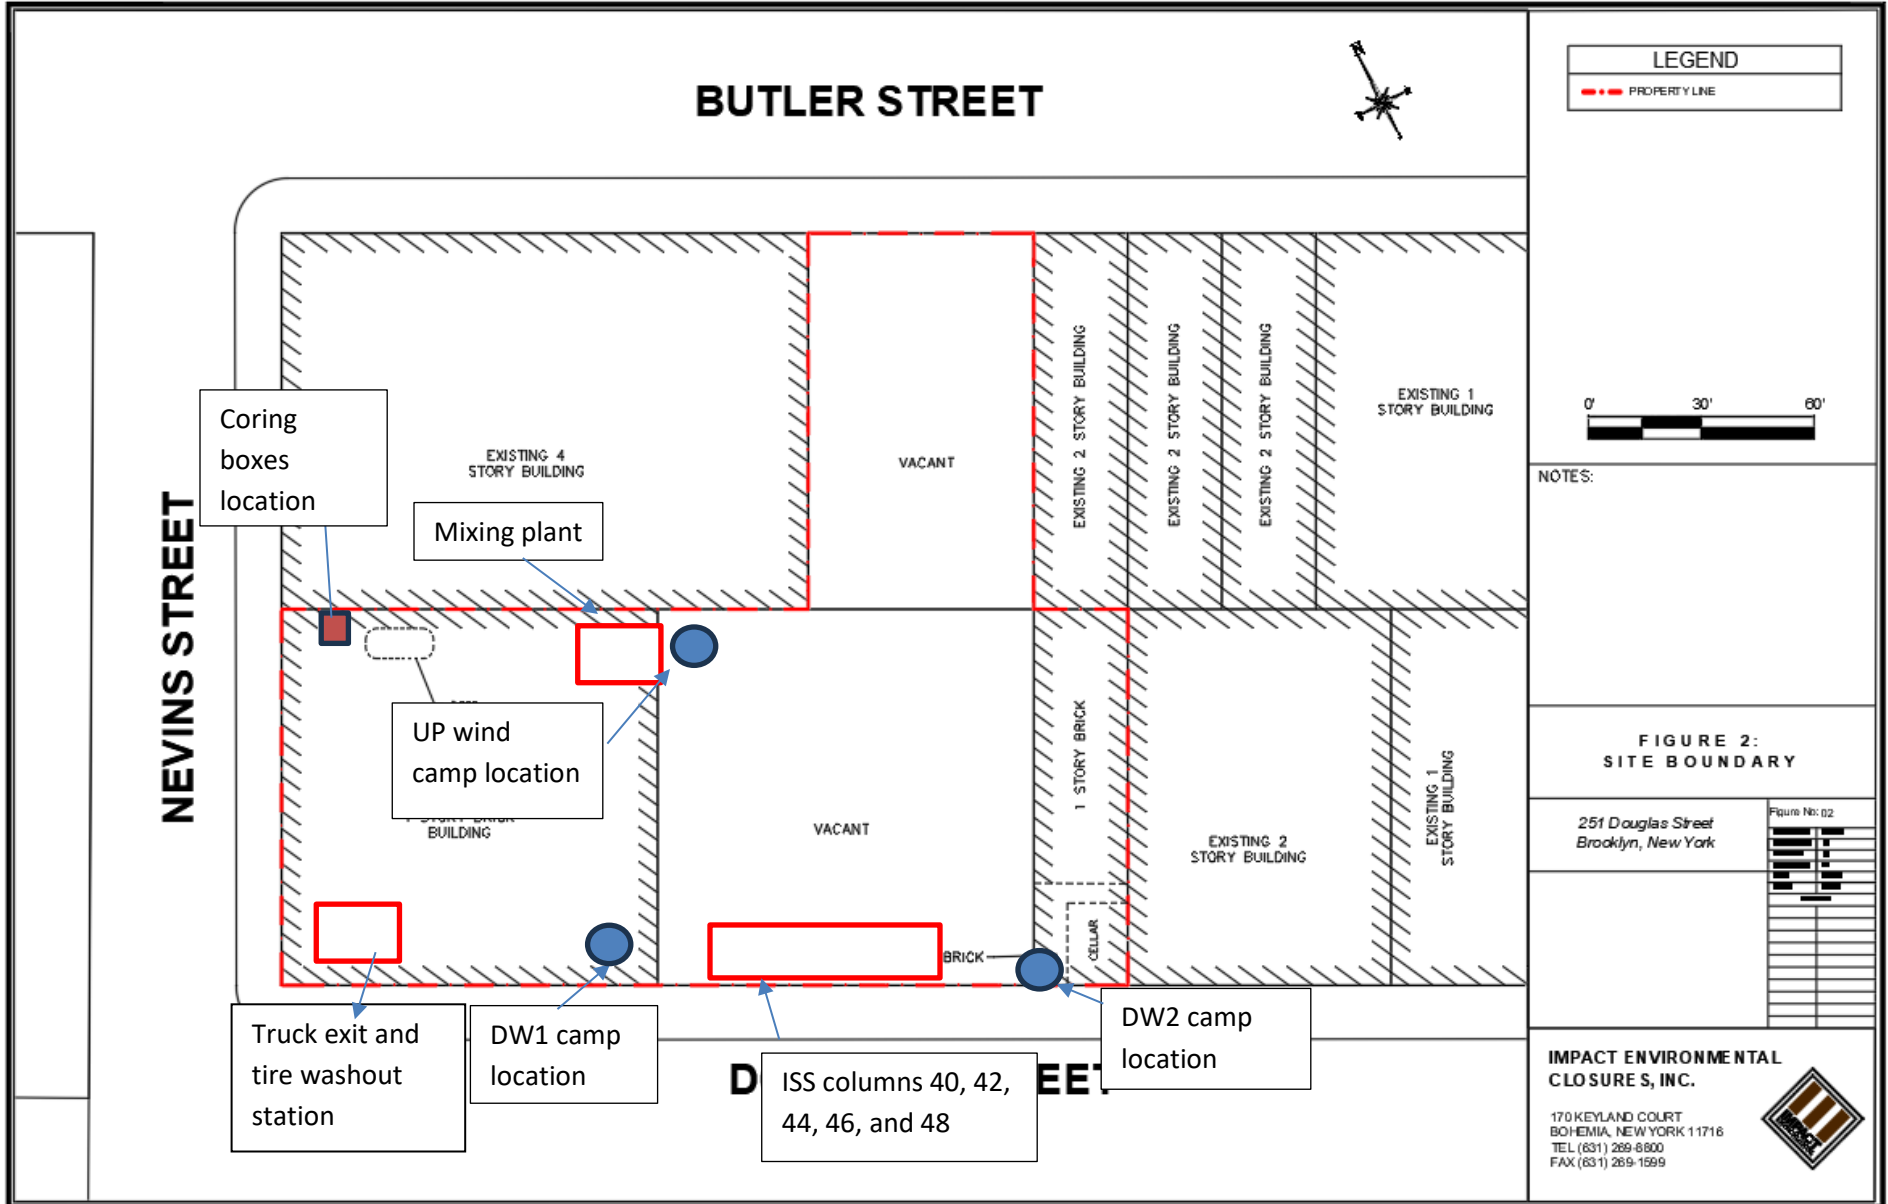 BUTLER STREET
N
LEGEND
PROPERTY LINE
0' 30' 60'
NOTES:
Coring
boxes
location
EXISTING 4
STORY BUILDING
VACANT
EXISTING 2 STORY BUILDING
EXISTING 2 STORY BUILDING
EXISTING 2 STORY BUILDING
EXISTING 1
STORY BUILDING
NEVINS STREET
Mixing plant
UP wind
camp location
BUILDING
VACANT
1 STORY BRICK
EXISTING 2
STORY BUILDING
EXISTING 1
STORY BUILDING
BRICK
CELLAR
Truck exit and
tire washout
station
DW1 camp
location
ISS columns 40, 42,
44, 46, and 48
DW2 camp
location
FIGURE 2:
SITE BOUNDARY
251 Douglas Street
Brooklyn, New York
Figure No: 02
IMPACT ENVIRONMENTAL
CLOSURES, INC.
170 KEYLAND COURT
BOHEMIA, NEW YORK 11716
TEL (631) 269-8800
FAX (631) 269-1599
IMPACT